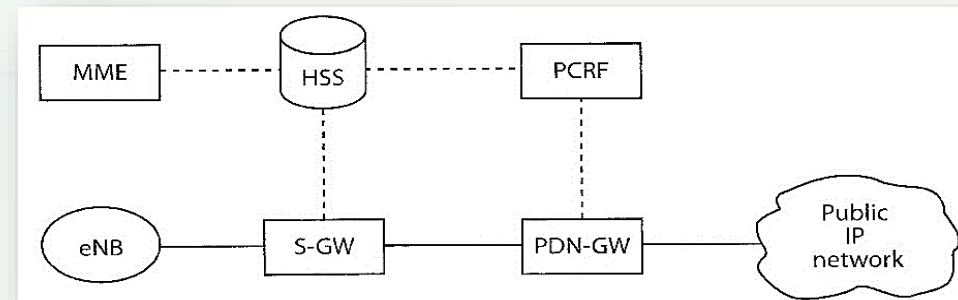 MME
HSS
PCRF
eNB
S-GW
PDN-GW
Public
IP
network